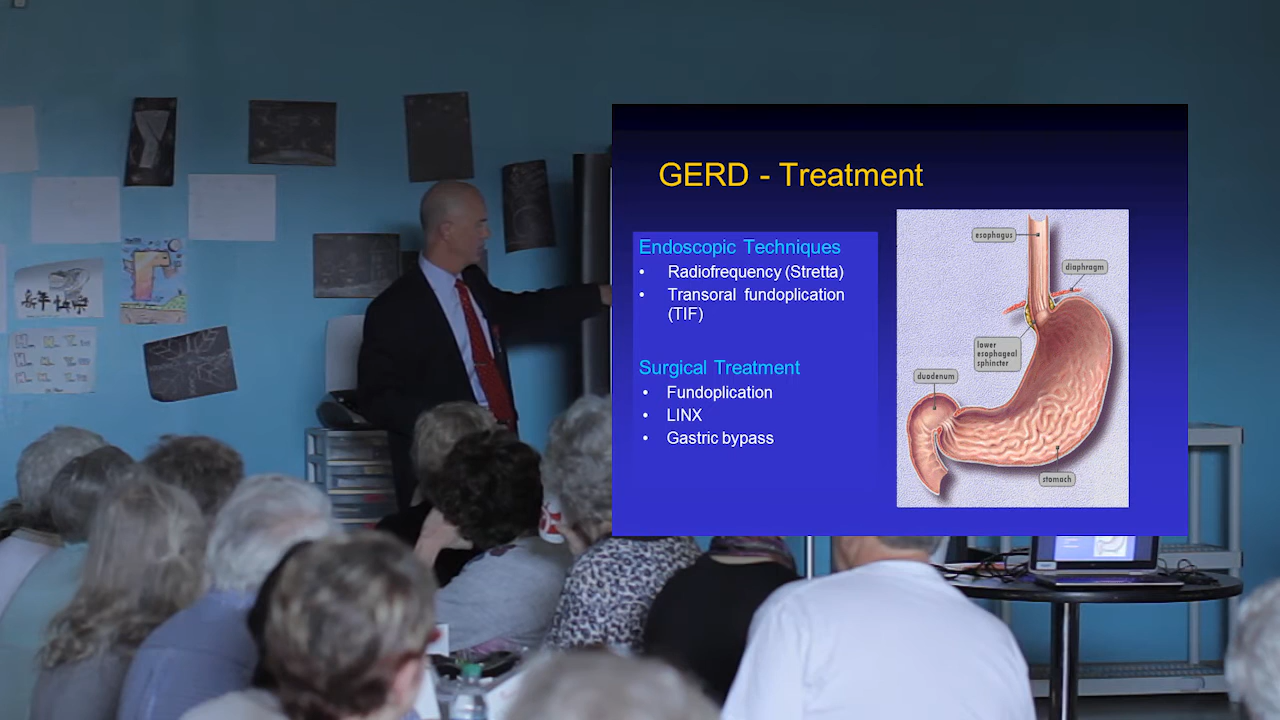 GERD - Treatment
Endoscopic Techniques
• Radiofrequency (Stretta)
• Transoral fundoplication
(TIF)
Surgical Treatment
• Fundoplication
• LINX
• Gastric bypass
esophagus
diaphragm
lower
esophageal
sphincter
duodenum
stomach